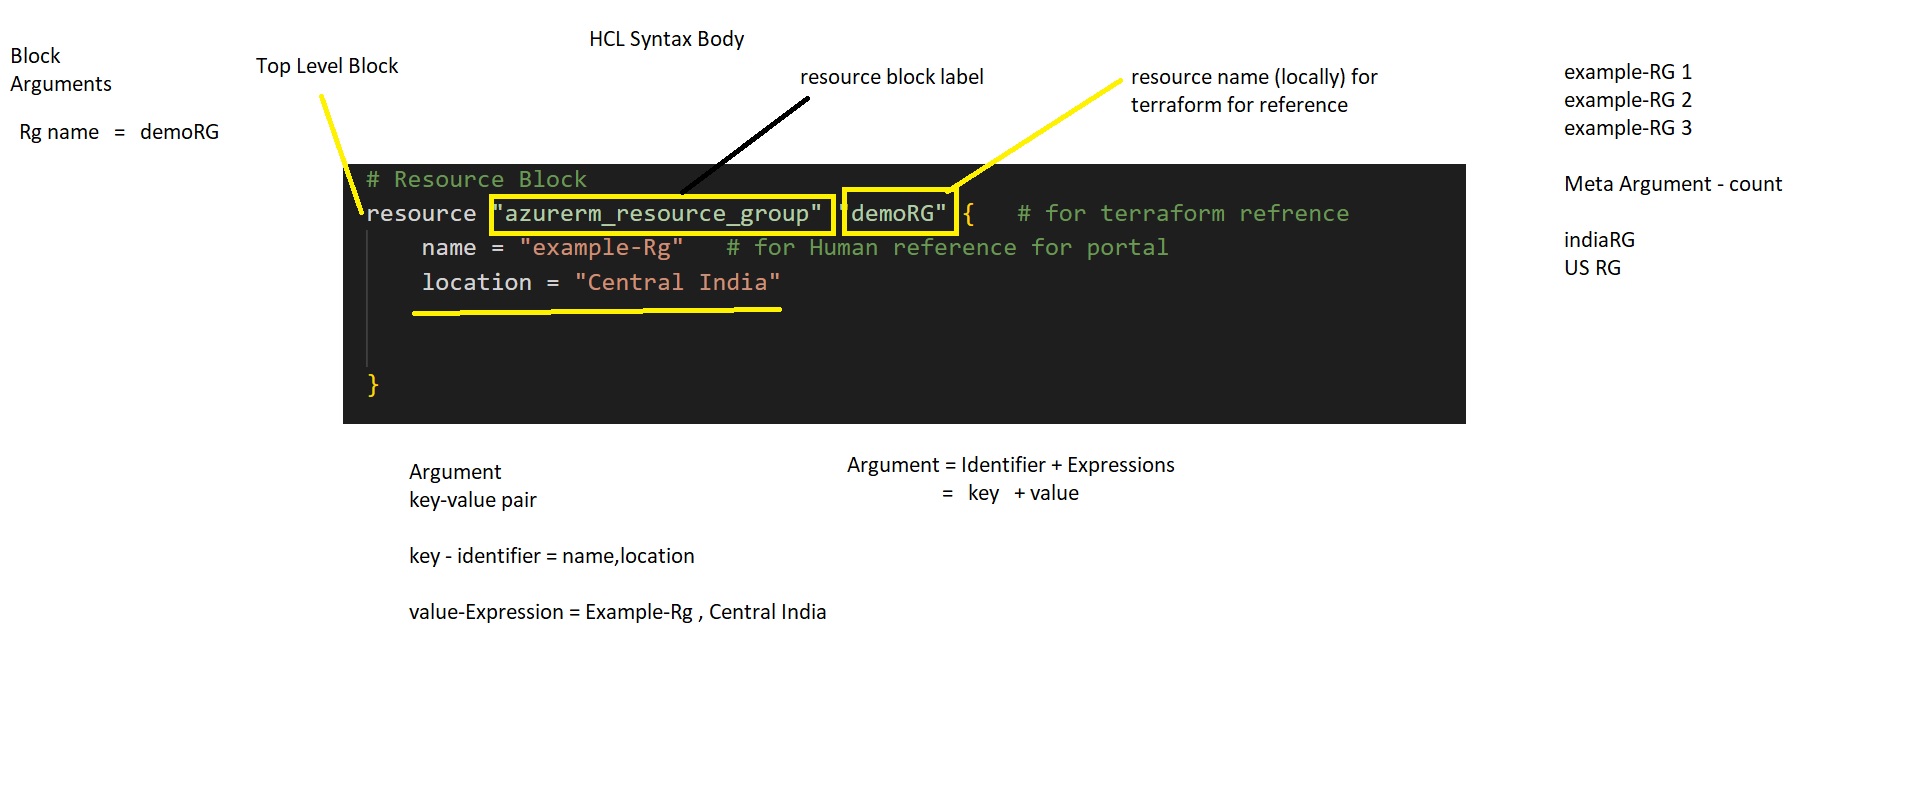 HCL Syntax Body
Block
Arguments
Rg name = demoRG
Top Level Block
resource block label
resource name (locally) for
terraform for reference
example-RG 1
example-RG 2
example-RG 3
Meta Argument - count
indiaRG
US RG
# Resource Block
resource "azurerm_resource_group" "demoRG" { # for terraform refrence
name = "example-Rg" # for Human reference for portal
location = "Central India"
}
Argument
key-value pair
key - identifier = name,location
value-Expression = Example-Rg , Central India
Argument = Identifier + Expressions
= key + value